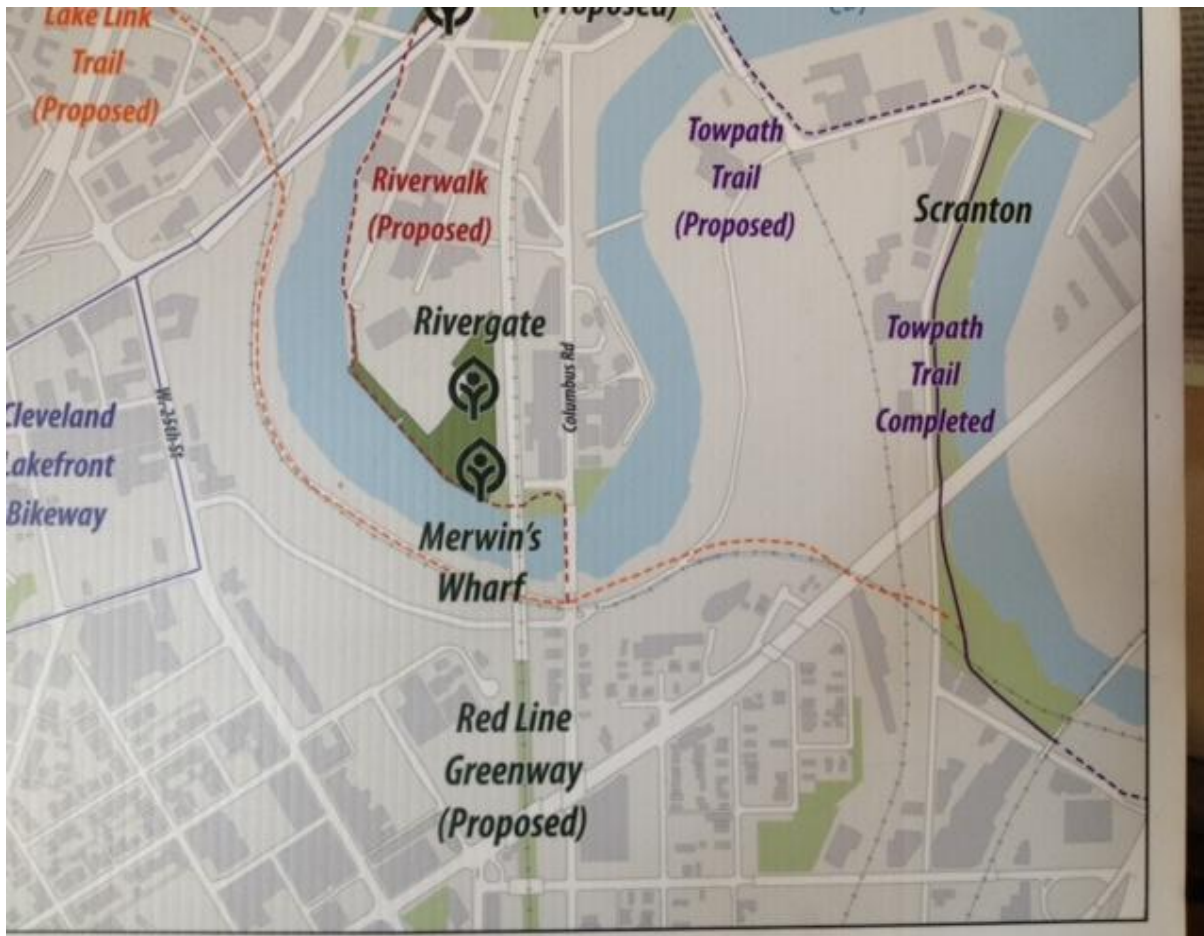 Lake Link
Trail
(Proposed)
(Proposed)
Riverwalk
(Proposed)
Towpath
Trail
(Proposed)
Scranton
Rivergate
Columbus Rd
Towpath
Trail
Completed
W. 25th St
Cleveland
Lakefront
Bikeway
Merwin's
Wharf
Red Line
Greenway
(Proposed)